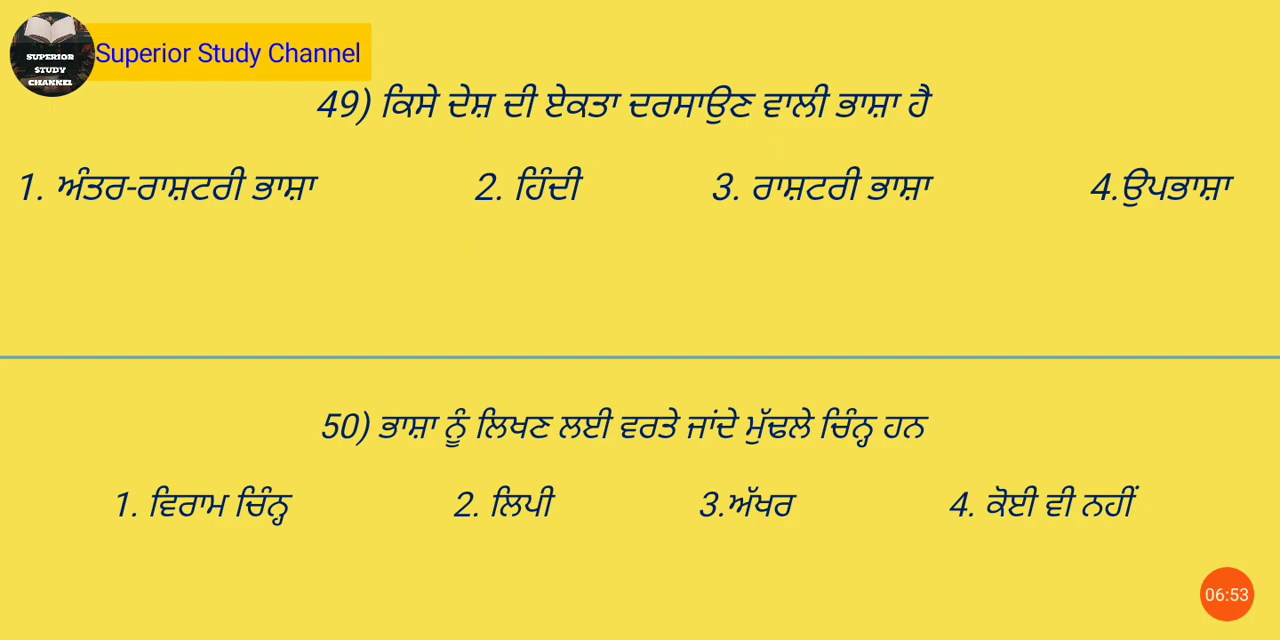 SUPERIOR
STUDY
CHANNEL
Superior Study Channel
49) ਕਿਸੇ ਦੇਸ਼ ਦੀ ਏਕਤਾ ਦਰਸਾਉਣ ਵਾਲੀ ਭਾਸ਼ਾ ਹੈ
1. ਅੰਤਰ-ਰਾਸ਼ਟਰੀ ਭਾਸ਼ਾ 2. ਹਿੰਦੀ 3. ਰਾਸ਼ਟਰੀ ਭਾਸ਼ਾ 4.ਉਪਭਾਸ਼ਾ
50) ਭਾਸ਼ਾ ਨੂੰ ਲਿਖਣ ਲਈ ਵਰਤੇ ਜਾਂਦੇ ਮੁੱਢਲੇ ਚਿੰਨ੍ਹ ਹਨ
1. ਵਿਰਾਮ ਚਿੰਨ੍ਹ 2. ਲਿਪੀ 3.ਅੱਖਰ 4. ਕੋਈ ਵੀ ਨਹੀਂ
06:53